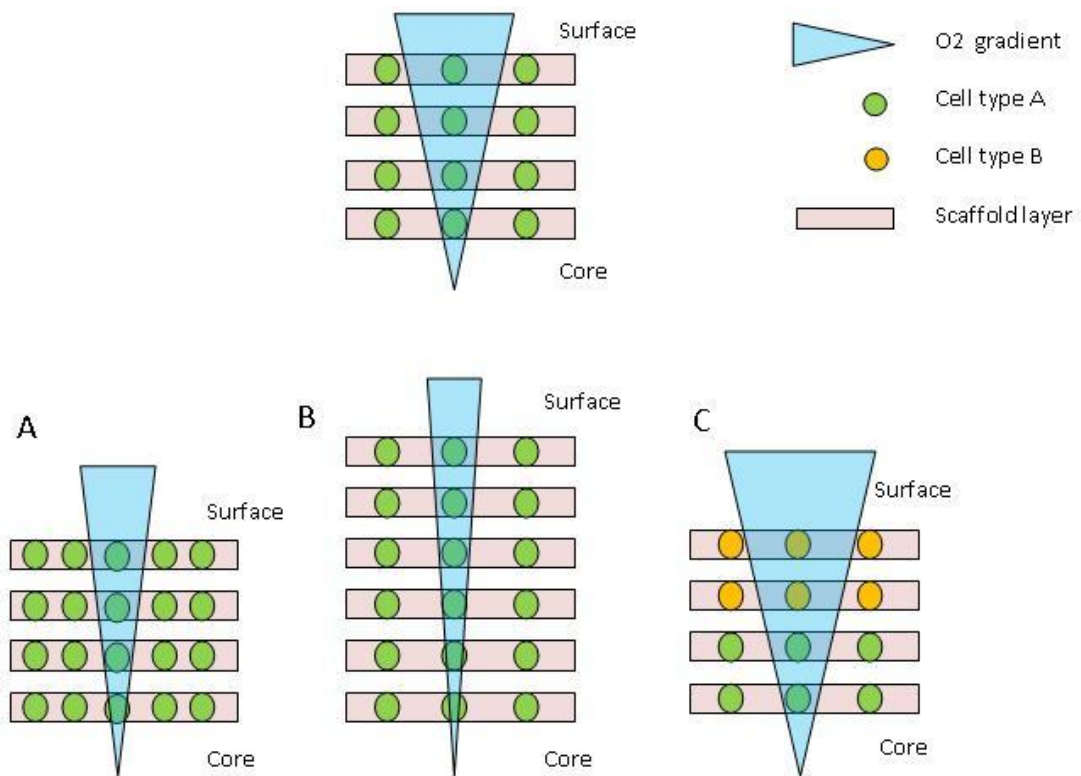 Surface
Core
O2 gradient
Cell type A
Cell type B
Scaffold layer
A
Surface
Core
B
Surface
Core
C
Surface
Core